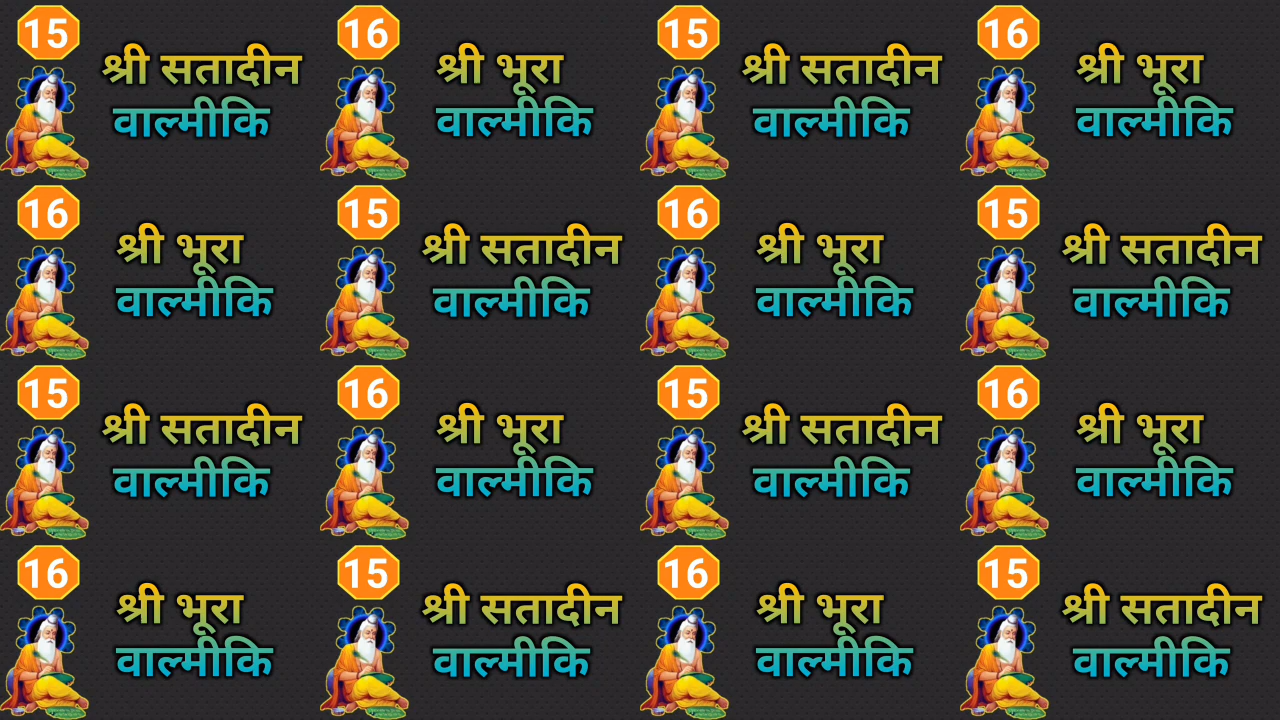 15
श्री सतादीन
वाल्मीकि
16
श्री भूरा
वाल्मीकि
15
श्री सतादीन
वाल्मीकि
16
श्री भूरा
वाल्मीकि
16
श्री भूरा
वाल्मीकि
15
श्री सतादीन
वाल्मीकि
16
श्री भूरा
वाल्मीकि
15
श्री सतादीन
वाल्मीकि
15
श्री सतादीन
वाल्मीकि
16
श्री भूरा
वाल्मीकि
15
श्री सतादीन
वाल्मीकि
16
श्री भूरा
वाल्मीकि
16
श्री भूरा
वाल्मीकि
15
श्री सतादीन
वाल्मीकि
16
श्री भूरा
वाल्मीकि
15
श्री सतादीन
वाल्मीकि